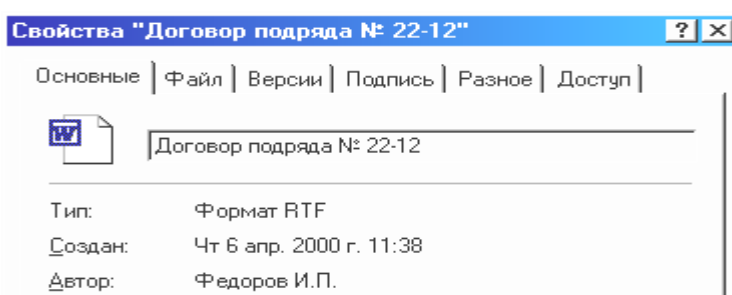 Свойства "Договор подряда № 22-12"
Основные Файл Версии Подпись Разное Доступ
Договор подряда № 22-12
Тип: Формат RTF
Создан: Чт 6 апр. 2000 г. 11:38
Автор: Федоров И.П.